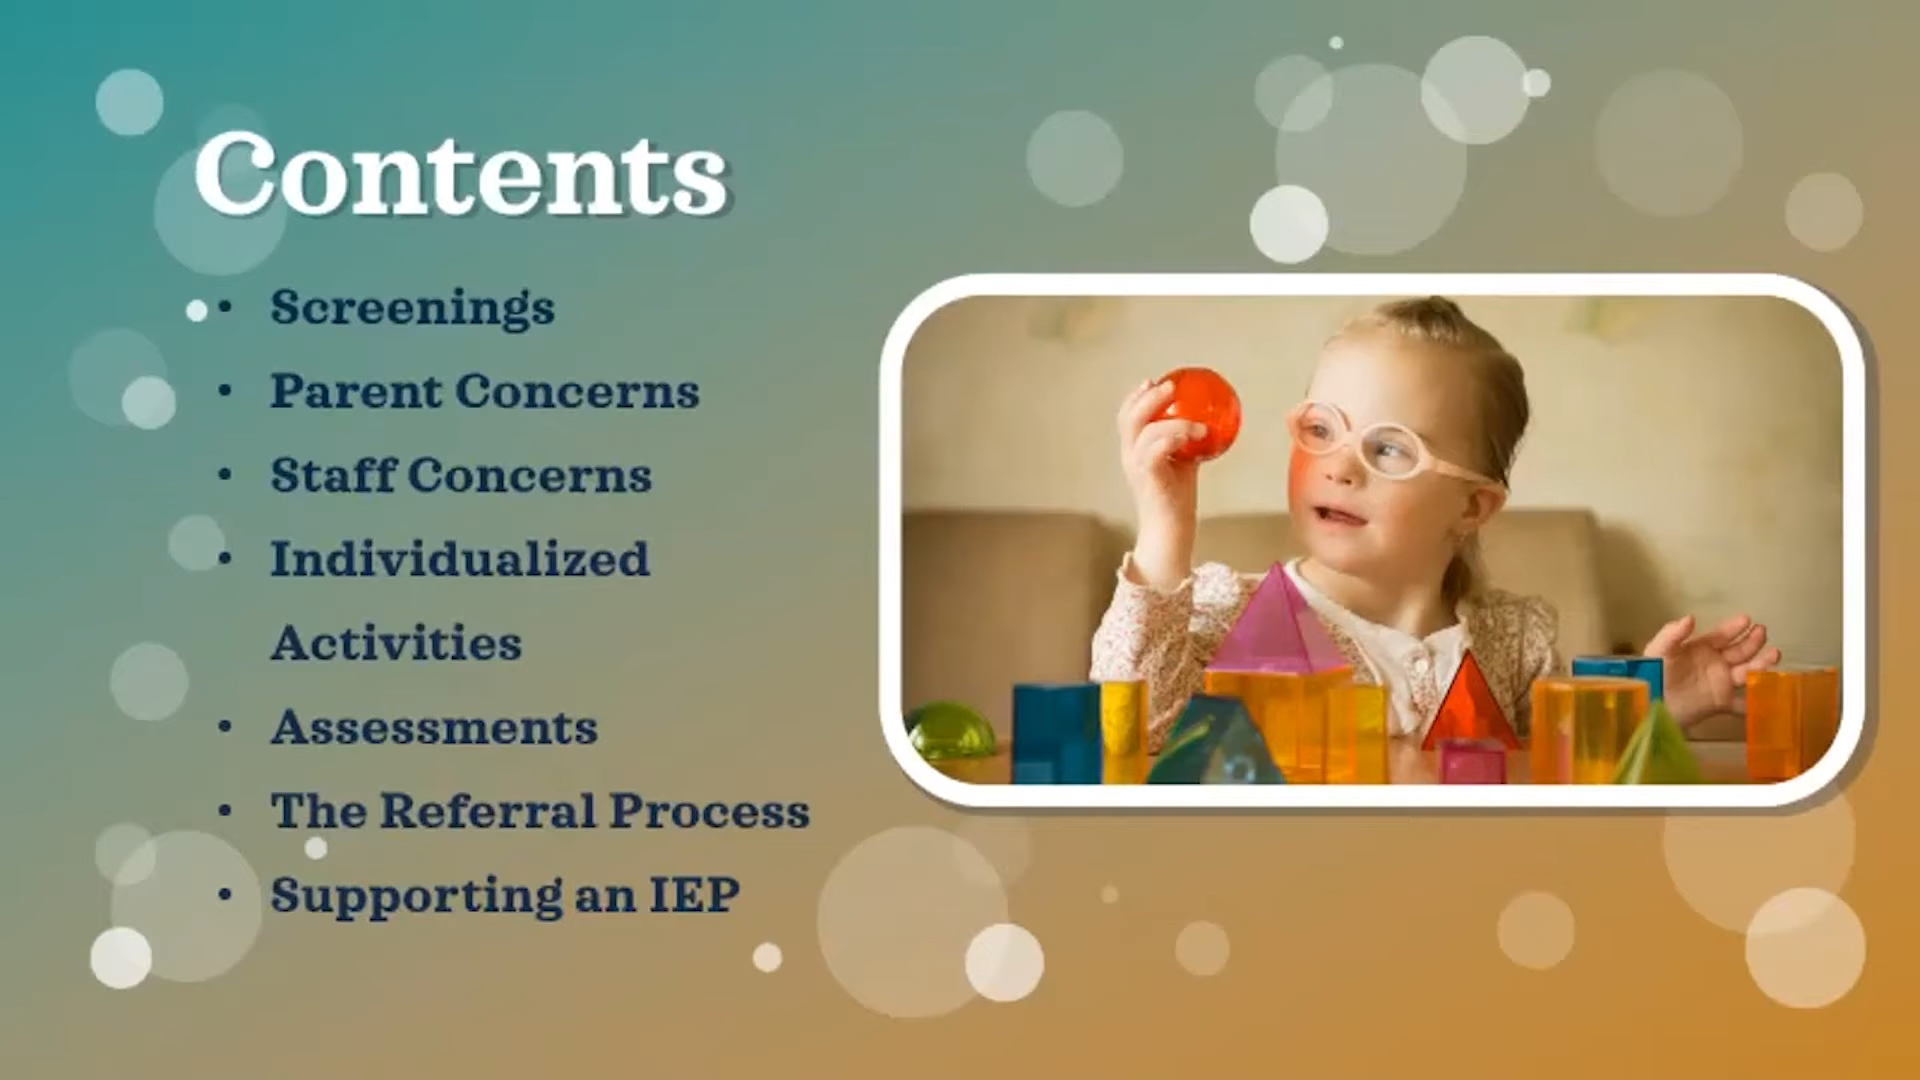 Contents
• Screenings
• Parent Concerns
• Staff Concerns
• Individualized
Activities
• Assessments
• The Referral Process
• Supporting an IEP